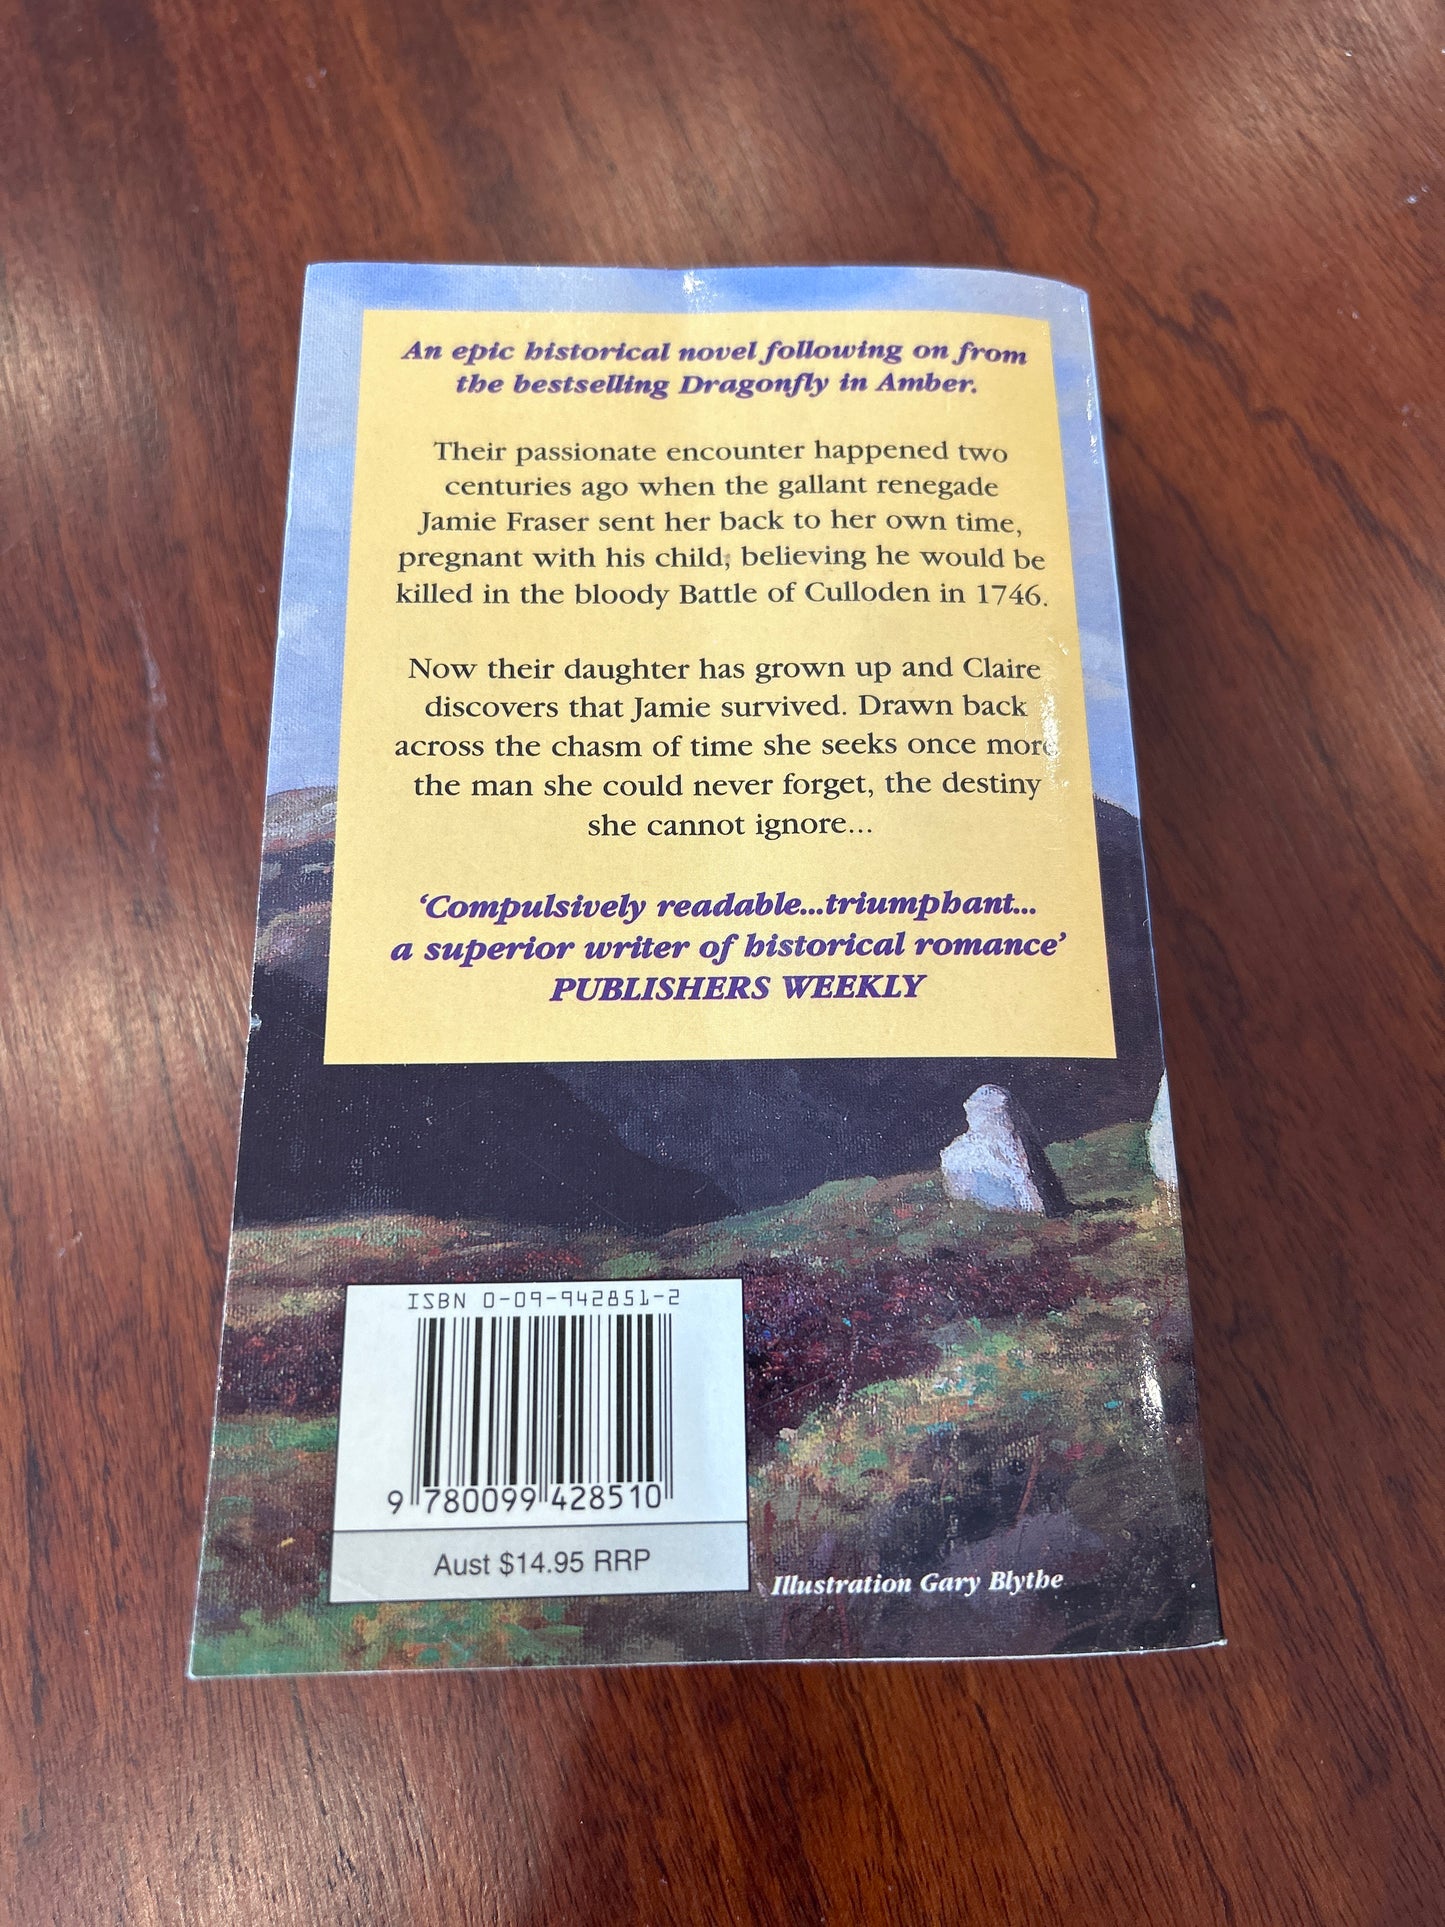 An epic historical novel following on from
the bestselling Dragonfly in Amber.
Their passionate encounter happened two
centuries ago when the gallant renegade
Jamie Fraser sent her back to her own time,
pregnant with his child, believing he would be
killed in the bloody Battle of Culloden in 1746.
Now their daughter has grown up and Claire
discovers that Jamie survived. Drawn back
across the chasm of time she seeks once more
the man she could never forget, the destiny
she cannot ignore...
‘Compulsively readable...triumphant...
a superior writer of historical romance’
PUBLISHERS WEEKLY
ISBN 0-09-942851-2
9 780099 428510
Aust $14.95 RRP
Illustration Gary Blythe